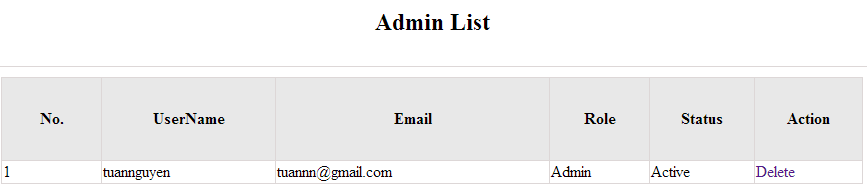 Admin List
No. UserName Email Role Status Action
1 tuannguyen tuannn@gmail.com Admin Active Delete